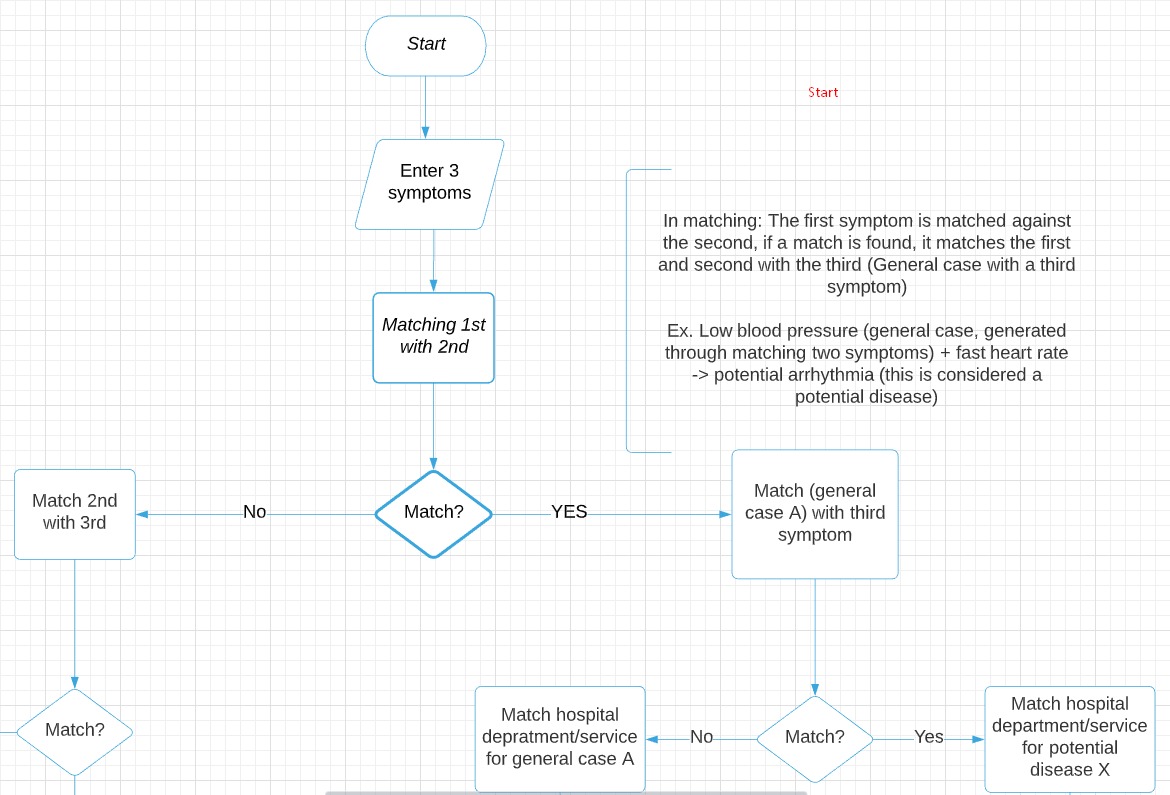 Start
Start
Enter 3
symptoms
In matching: The first symptom is matched against
the second, if a match is found, it matches the first
and second with the third (General case with a third
symptom)
Ex. Low blood pressure (general case, generated
through matching two symptoms) + fast heart rate
-> potential arrhythmia (this is considered a
potential disease)
Matching 1st
with 2nd
Match?
No
YES
Match 2nd
with 3rd
Match (general
case A) with third
symptom
Match?
Match?
No
Yes
Match hospital
depratment/service
for general case A
Match hospital
department/service
for potential
disease X